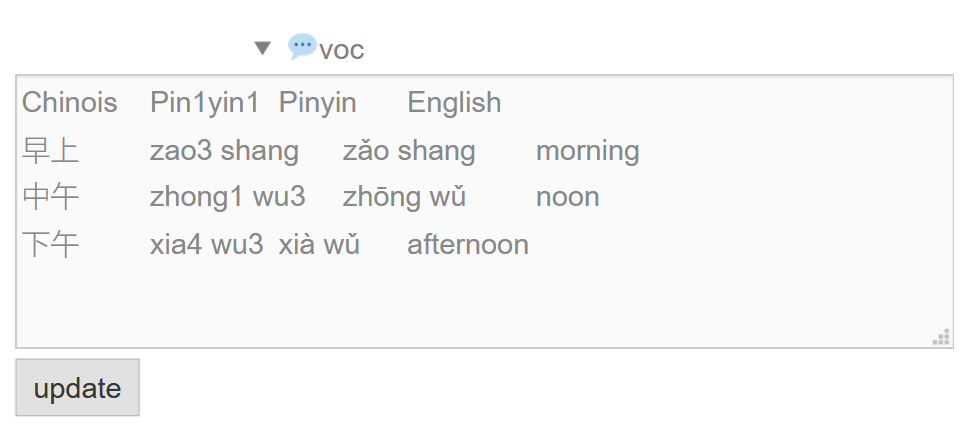 ▼ 💬voc
Chinois Pin1yin1 Pinyin English
早上 zao3 shang zǎo shang morning
中午 zhong1 wu3 zhōng wǔ noon
下午 xia4 wu3 xià wǔ afternoon
update